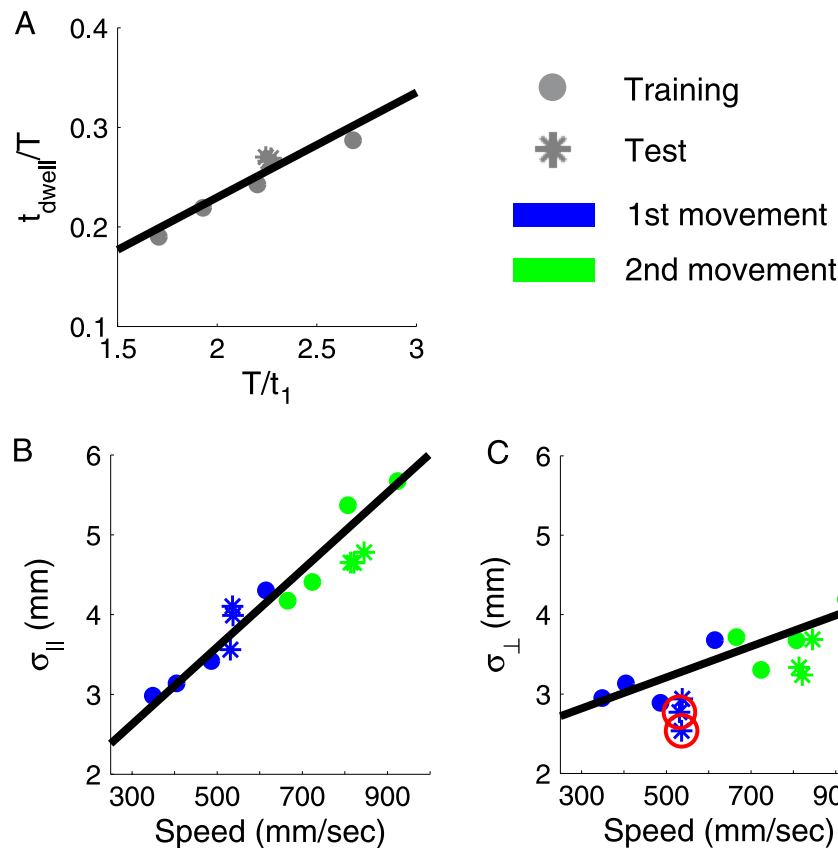 A
0.4
0.3
0.2
0.1
t_dwell/T
1.5 2 2.5 3
T/t_1
Training
Test
1st movement
2nd movement
B
6
5
4
3
2
σ_|| (mm)
300 500 700 900
Speed (mm/sec)
C
6
5
4
3
2
σ_⊥ (mm)
300 500 700 90
Speed (mm/sec)